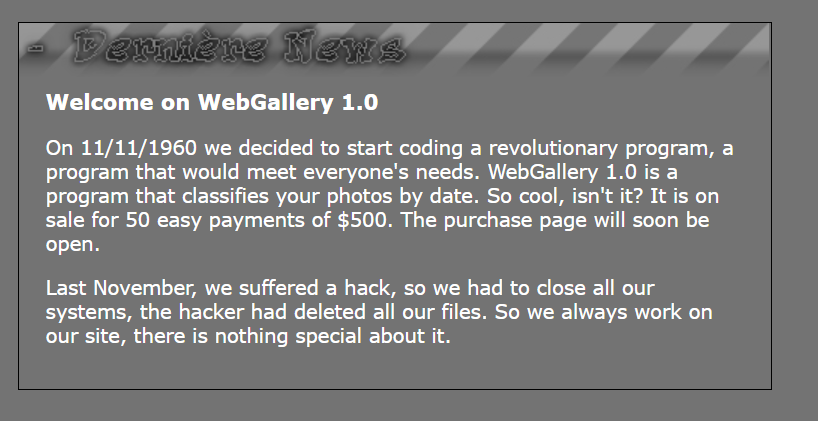 - Dernière News
Welcome on WebGallery 1.0
On 11/11/1960 we decided to start coding a revolutionary program, a
program that would meet everyone's needs. WebGallery 1.0 is a
program that classifies your photos by date. So cool, isn't it? It is on
sale for 50 easy payments of $500. The purchase page will soon be
open.
Last November, we suffered a hack, so we had to close all our
systems, the hacker had deleted all our files. So we always work on
our site, there is nothing special about it.